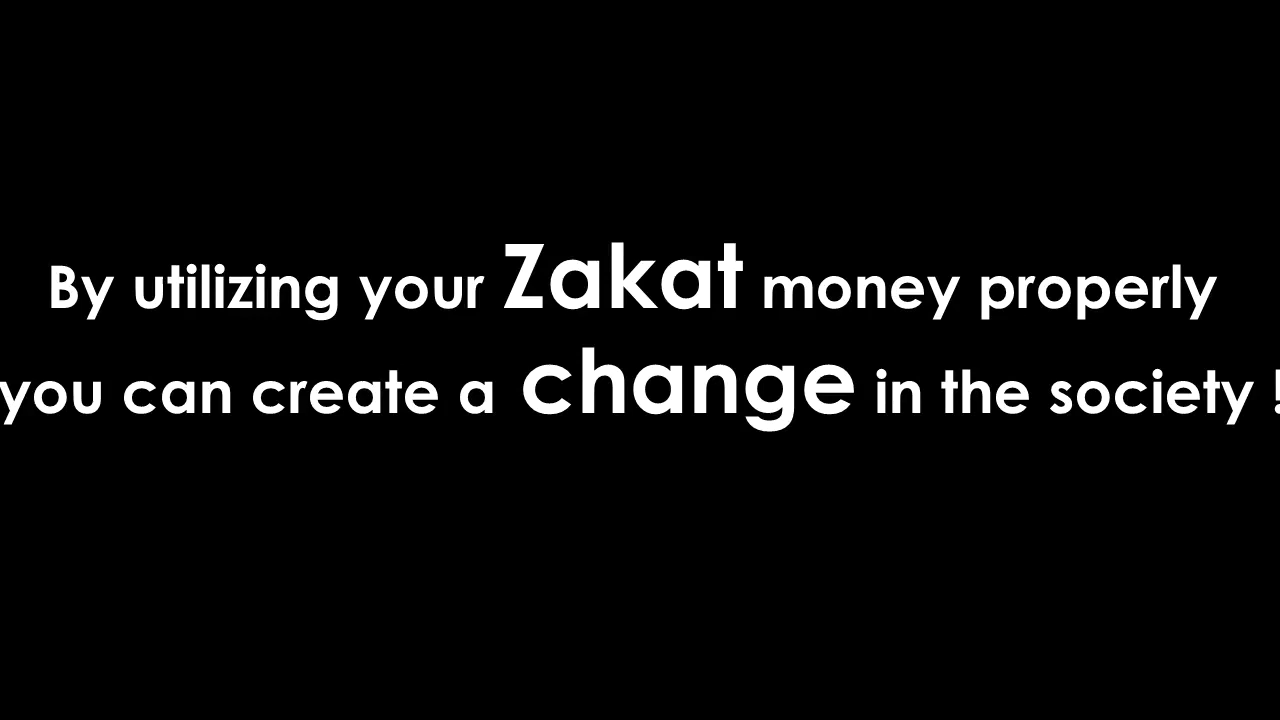 By utilizing your Zakat money properly
you can create a change in the society !